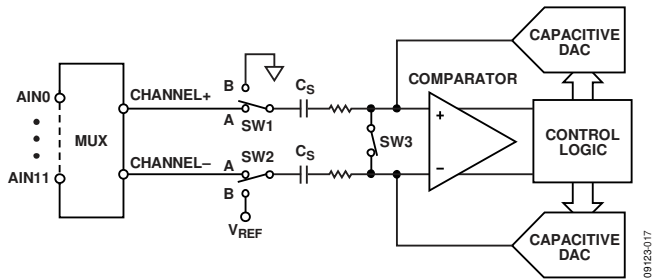 CAPACITIVE
DAC
B
CS
COMPARATOR
AIN0
CHANNEL+
A
SW1
+
MUX
SW3
CONTROL
LOGIC
CHANNEL–
A
SW2
CS
–
AIN11
B
VREF
CAPACITIVE
DAC
09123-017